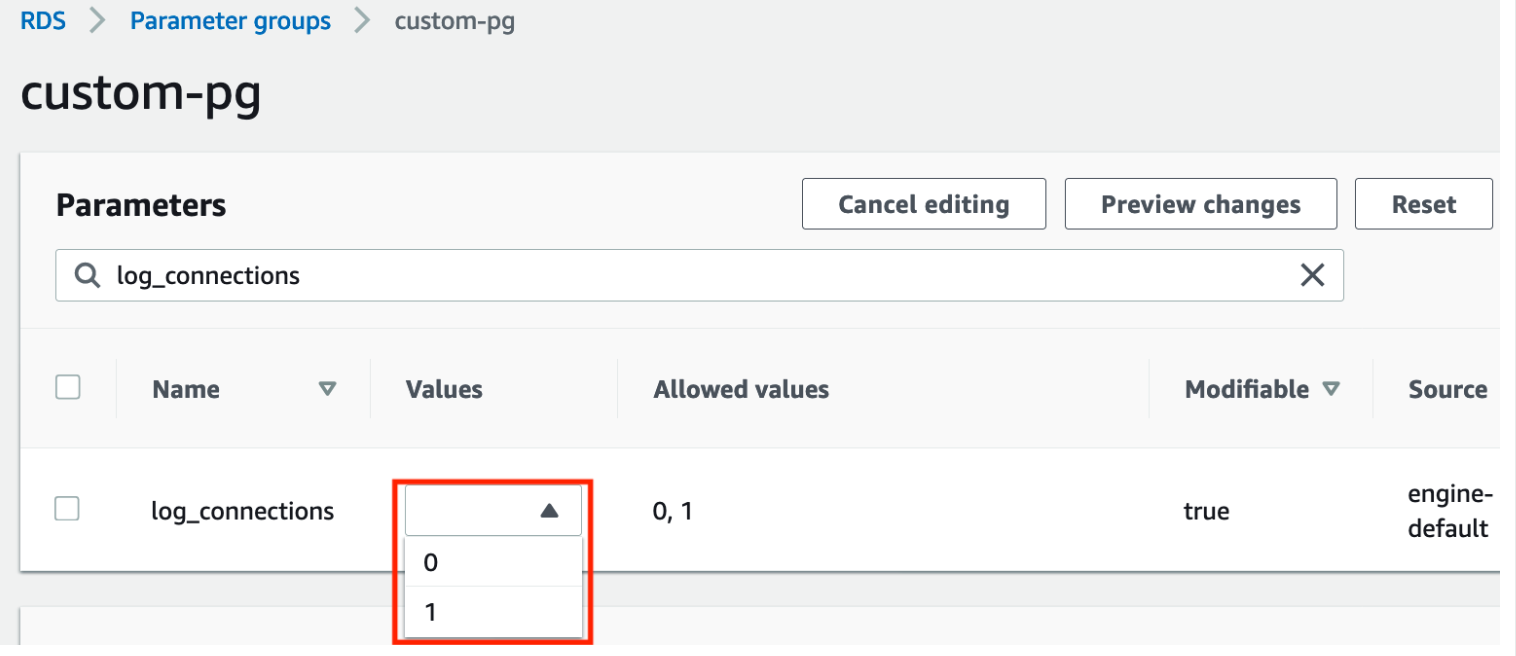 RDS > Parameter groups > custom-pg
custom-pg
Parameters Cancel editing Preview changes Reset
log_connections
Name Values Allowed values Modifiable Source
log_connections 0, 1 true engine-
default
0
1